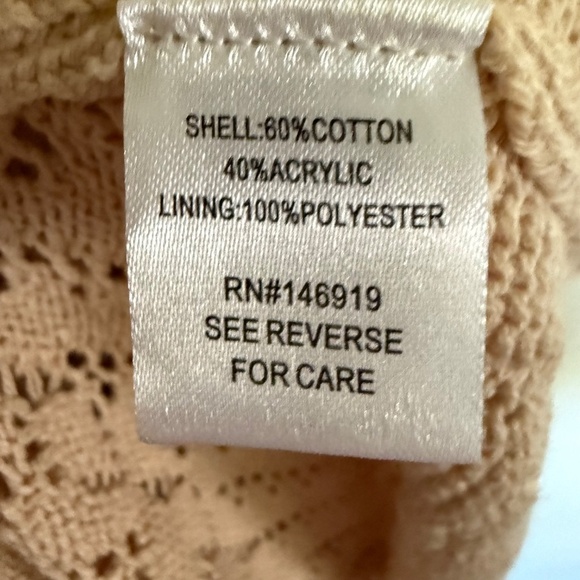 SHELL:60%COTTON
40%ACRYLIC
LINING:100%POLYESTER
RN#146919
SEE REVERSE
FOR CARE